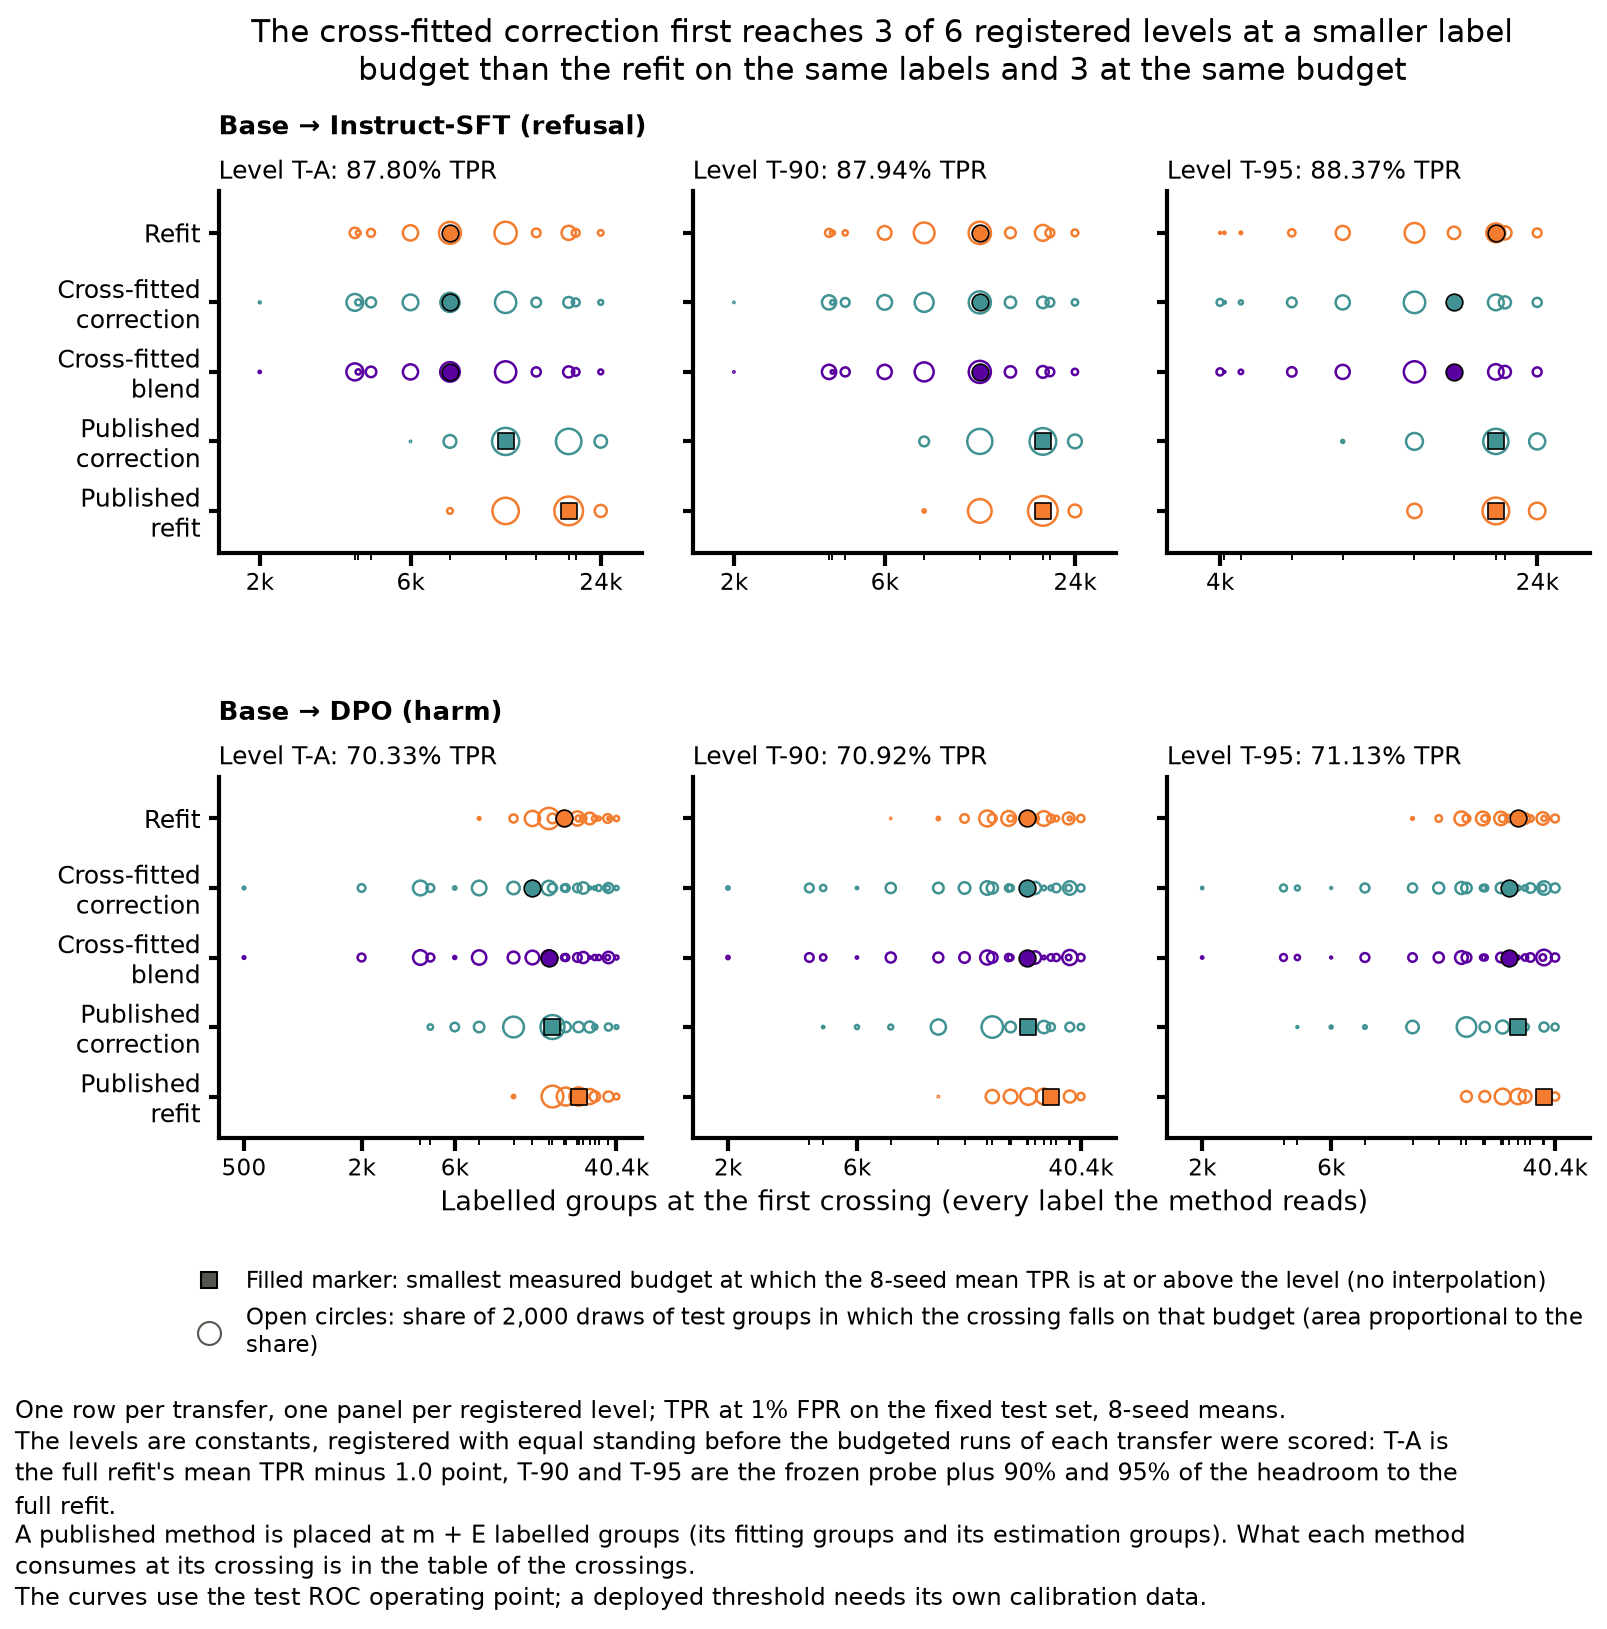 The cross-fitted correction first reaches 3 of 6 registered levels at a smaller label
budget than the refit on the same labels and 3 at the same budget
Base → Instruct-SFT (refusal)
Level T-A: 87.80% TPR
Level T-90: 87.94% TPR
Level T-95: 88.37% TPR
Refit
Cross-fitted
correction
Cross-fitted
blend
Published
correction
Published
refit
2k
6k
24k
2k
6k
24k
4k
24k
Base → DPO (harm)
Level T-A: 70.33% TPR
Level T-90: 70.92% TPR
Level T-95: 71.13% TPR
Refit
Cross-fitted
correction
Cross-fitted
blend
Published
correction
Published
refit
500
2k
6k
40.4k
2k
6k
40.4k
2k
6k
40.4k
Labelled groups at the first crossing (every label the method reads)
Filled marker: smallest measured budget at which the 8-seed mean TPR is at or above the level (no interpolation)
Open circles: share of 2,000 draws of test groups in which the crossing falls on that budget (area proportional to the
share)
One row per transfer, one panel per registered level; TPR at 1% FPR on the fixed test set, 8-seed means.
The levels are constants, registered with equal standing before the budgeted runs of each transfer were scored: T-A is
the full refit's mean TPR minus 1.0 point, T-90 and T-95 are the frozen probe plus 90% and 95% of the headroom to the
full refit.
A published method is placed at m + E labelled groups (its fitting groups and its estimation groups). What each method
consumes at its crossing is in the table of the crossings.
The curves use the test ROC operating point; a deployed threshold needs its own calibration data.